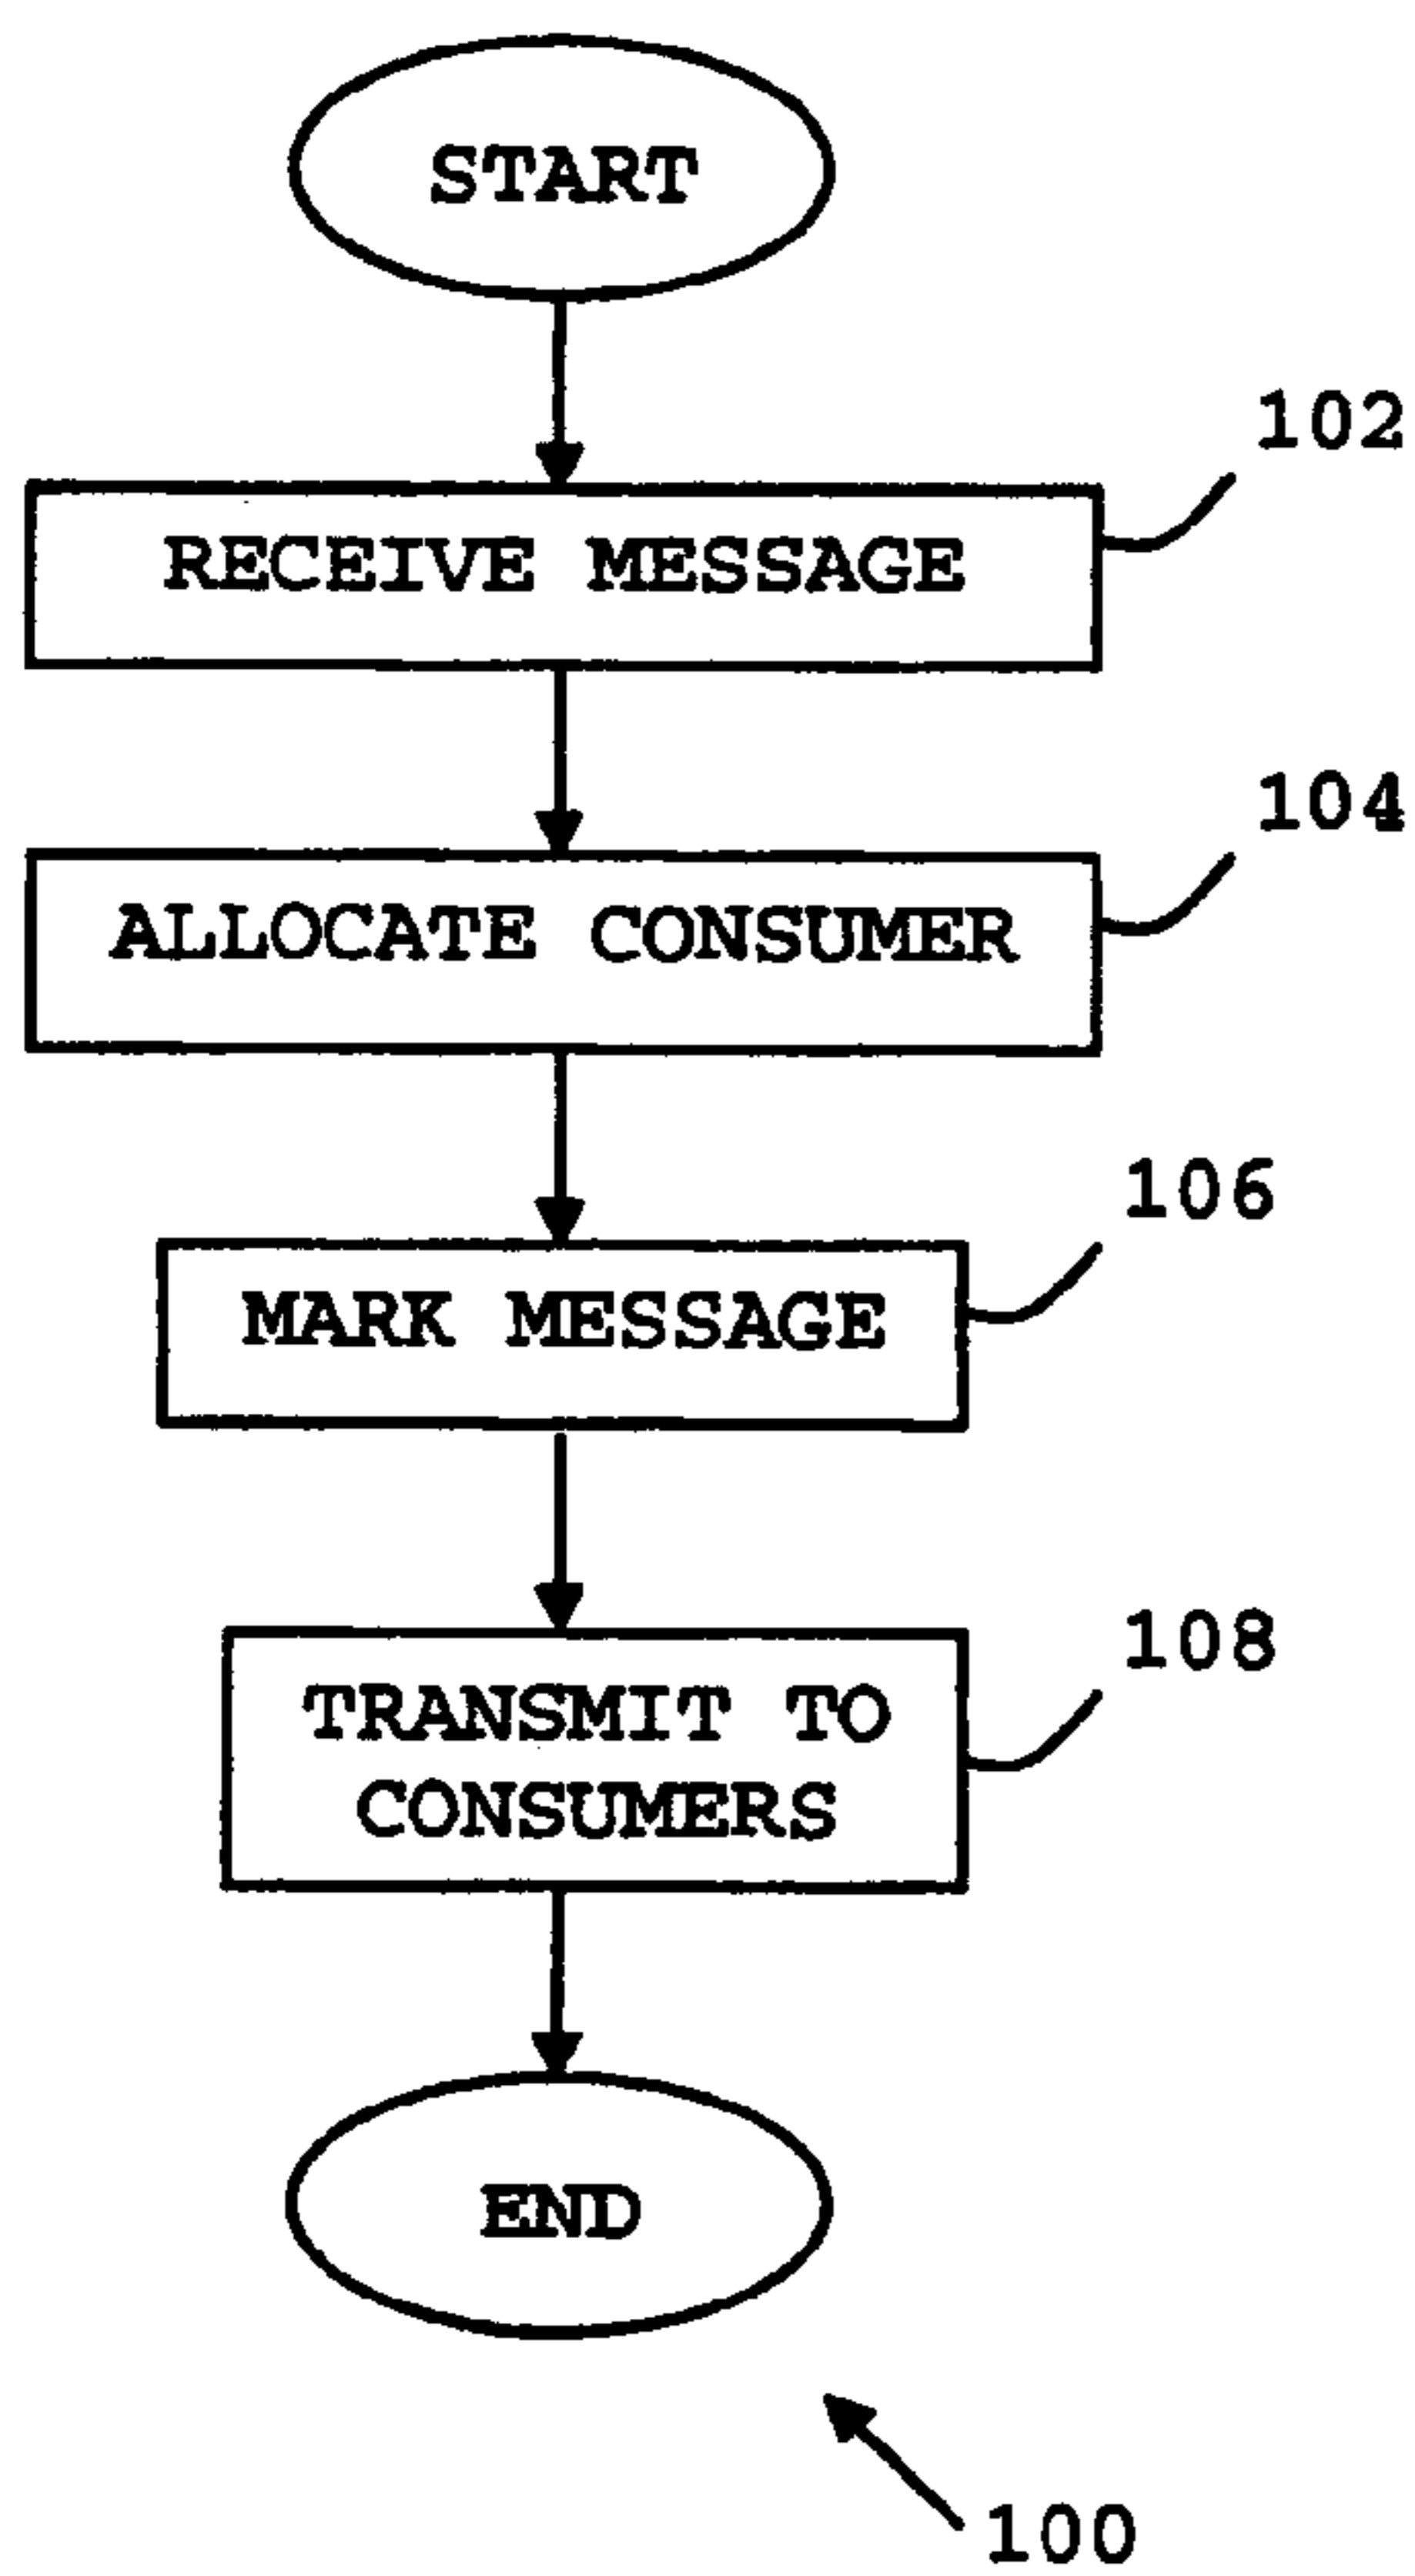 START
102
RECEIVE MESSAGE
104
ALLOCATE CONSUMER
106
MARK MESSAGE
108
TRANSMIT TO
CONSUMERS
END
100